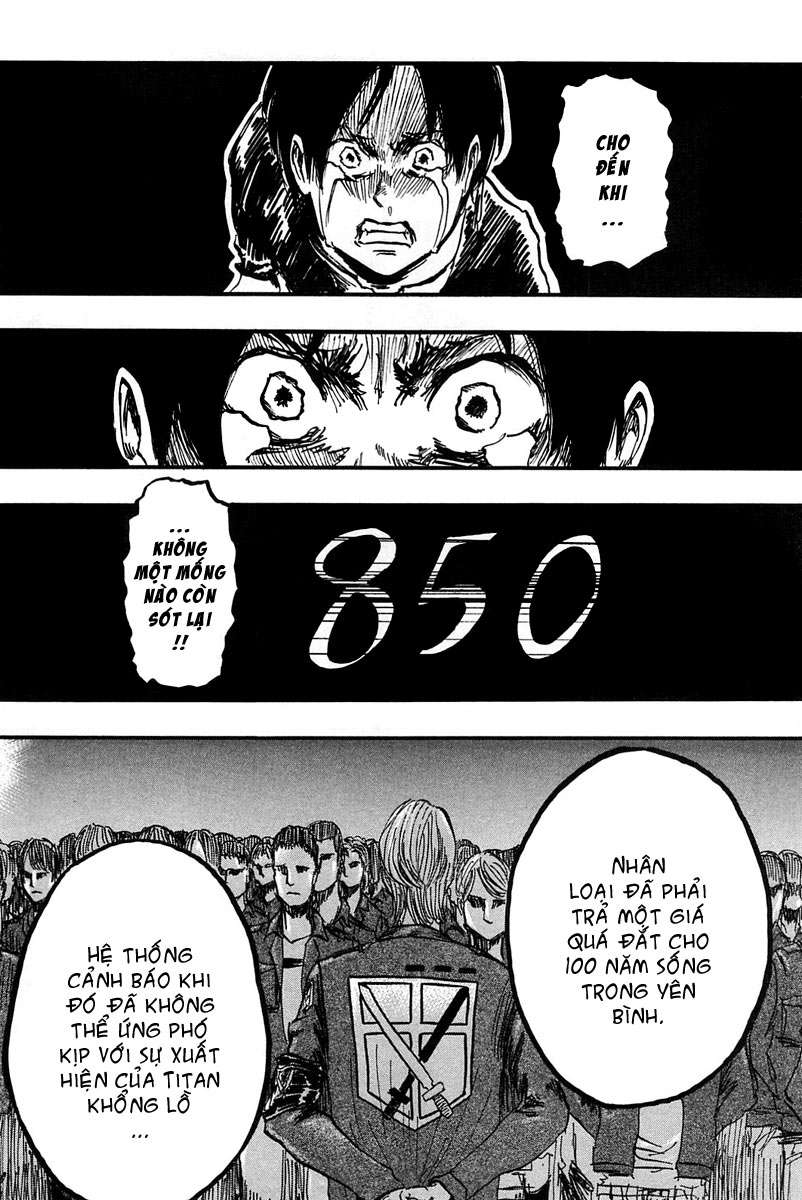 CHO
ĐẾN
KHI
...
...
KHÔNG
MỘT MỐNG
NÀO CÒN
SÓT LẠI
!!
850
NHÂN
LOẠI ĐÃ PHẢI
TRẢ MỘT GIÁ
QUÁ ĐẮT CHO
100 NĂM SỐNG
TRONG YÊN
BÌNH.
HỆ THỐNG
CẢNH BÁO KHI
ĐÓ ĐÃ KHÔNG
THỂ ỨNG PHÓ
KỊP VỚI SỰ XUẤT
HIỆN CỦA TITAN
KHỔNG LỒ
...